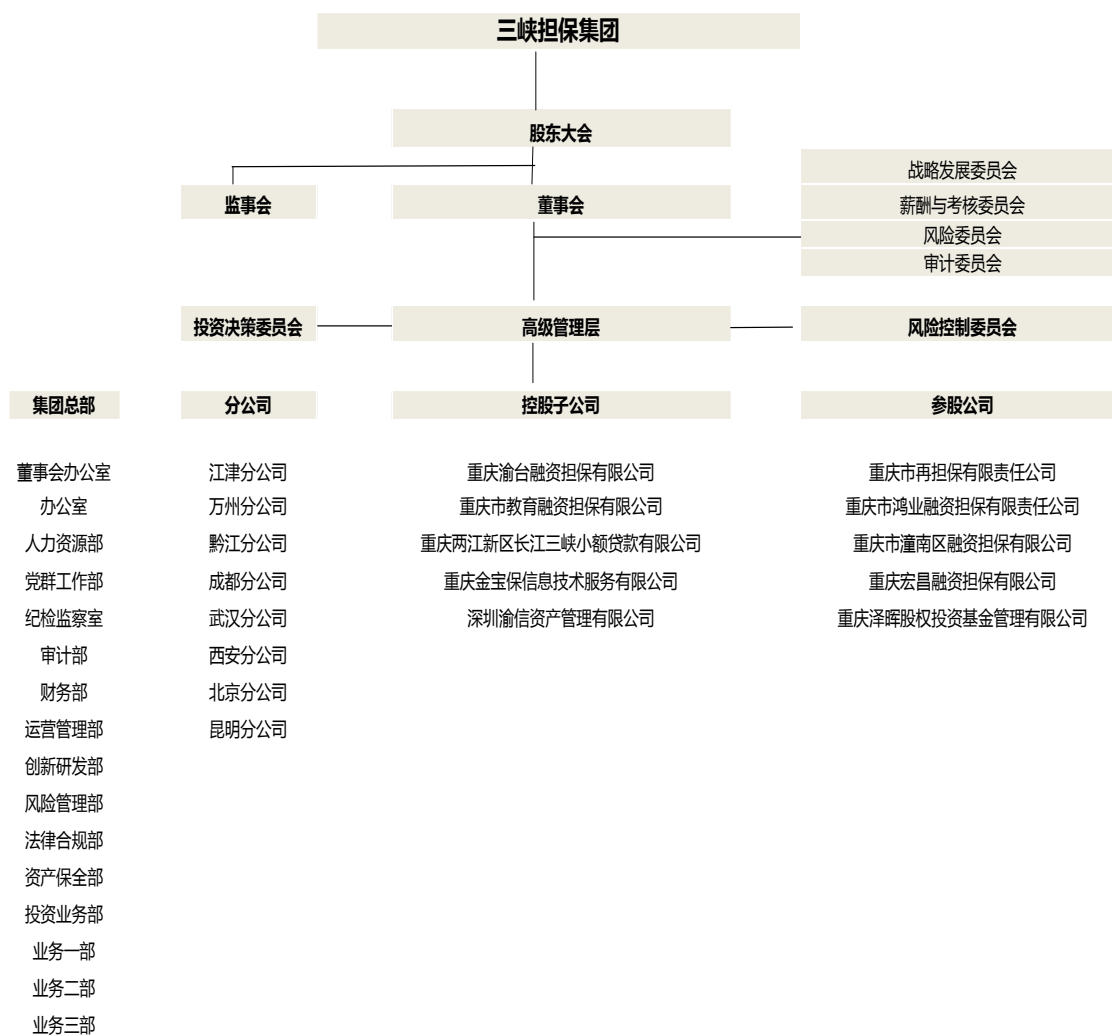 三峡担保集团
股东大会
战略发展委员会
监事会 董事会 薪酬与考核委员会
风险委员会
审计委员会
投资决策委员会 高级管理层 风险控制委员会
集团总部 分公司 控股子公司 参股公司
董事会办公室 江津分公司 重庆渝台融资担保有限公司 重庆市再担保有限责任公司
办公室 万州分公司 重庆市教育融资担保有限公司 重庆市鸿业融资担保有限责任公司
人力资源部 黔江分公司 重庆两江新区长江三峡小额贷款有限公司 重庆市潼南区融资担保有限公司
党群工作部 成都分公司 重庆金宝保信息技术服务有限公司 重庆宏昌融资担保有限公司
纪检监察室 武汉分公司 深圳渝信资产管理有限公司 重庆泽晖股权投资基金管理有限公司
审计部 西安分公司
财务部 北京分公司
运营管理部 昆明分公司
创新研发部
风险管理部
法律合规部
资产保全部
投资业务部
业务一部
业务二部
业务三部